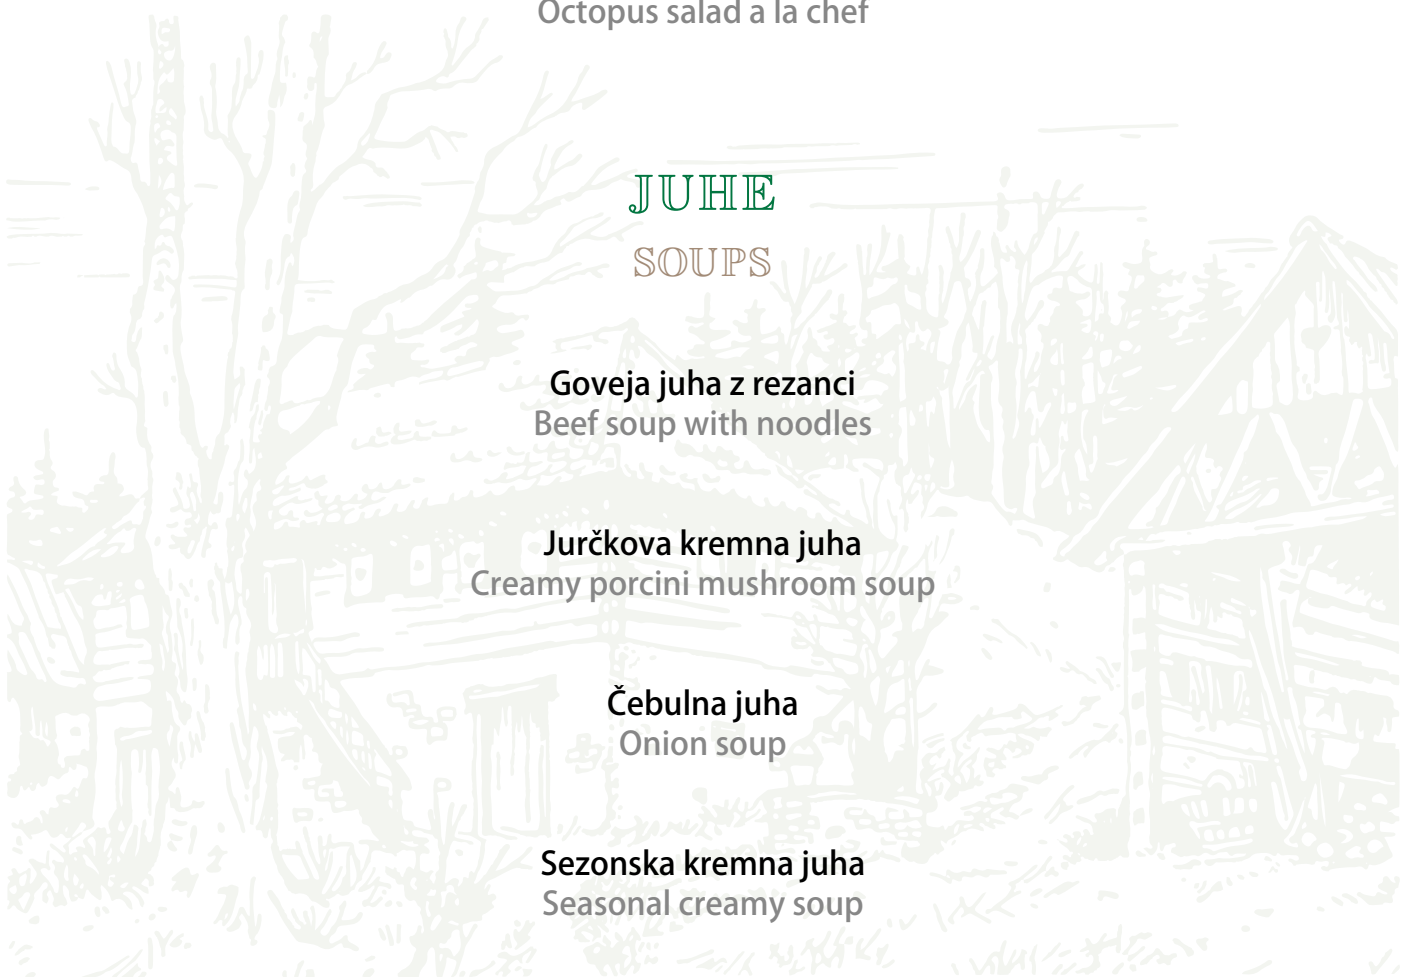 Octopus salad a la chef
JUHE
SOUPS
Goveja juha z rezanci
Beef soup with noodles
Jurčkova kremna juha
Creamy porcini mushroom soup
Čebulna juha
Onion soup
Sezonska kremna juha
Seasonal creamy soup